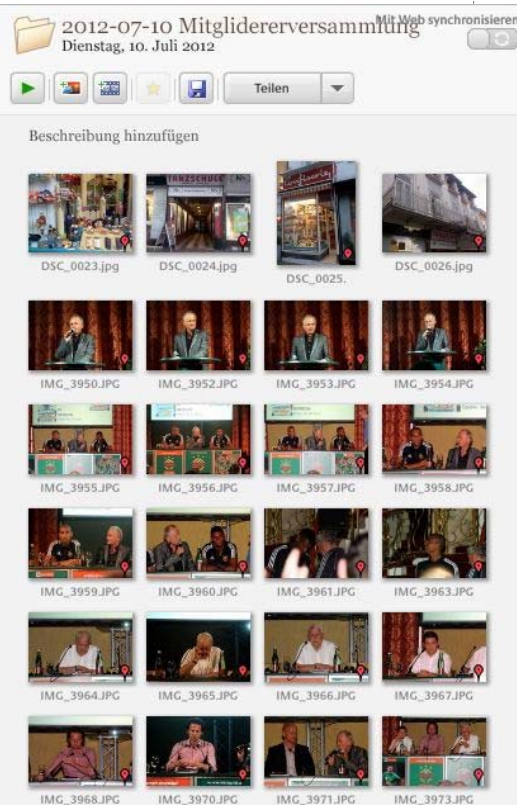 2012-07-10 Mitglidererversammlung
Mit Web synchronisieren
Dienstag, 10. Juli 2012
Teilen
Beschreibung hinzufügen
TANZSCHULE
DSC_0023.jpg DSC_0024.jpg DSC_0025. DSC_0026.jpg
IMG_3950.JPG IMG_3952.JPG IMG_3953.JPG IMG_3954.JPG
IMG_3955.JPG IMG_3956.JPG IMG_3957.JPG IMG_3958.JPG
IMG_3959.JPG IMG_3960.JPG IMG_3961.JPG IMG_3963.JPG
IMG_3964.JPG IMG_3965.JPG IMG_3966.JPG IMG_3967.JPG
IMG_3968.JPG IMG_3970.JPG IMG_3971.JPG IMG_3973.JPG